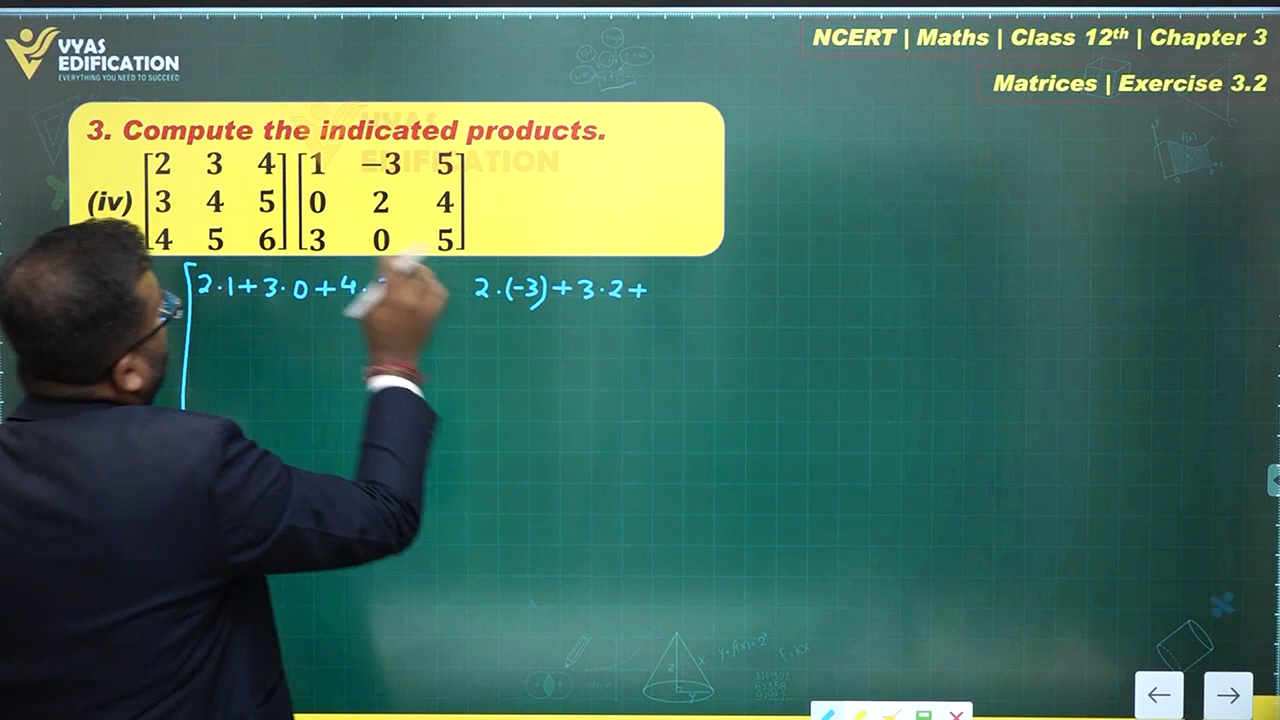 VYAS
EDIFICATION
EVERYTHING YOU NEED TO SUCCEED
NCERT | Maths | Class 12th | Chapter 3
Matrices | Exercise 3.2
3. Compute the indicated products.
(iv) [2 3 4] [1 −3 5]
[3 4 5] [0 2 4]
[4 5 6] [3 0 5]
2·1+3·0+4· 2·(-3)+3·2+